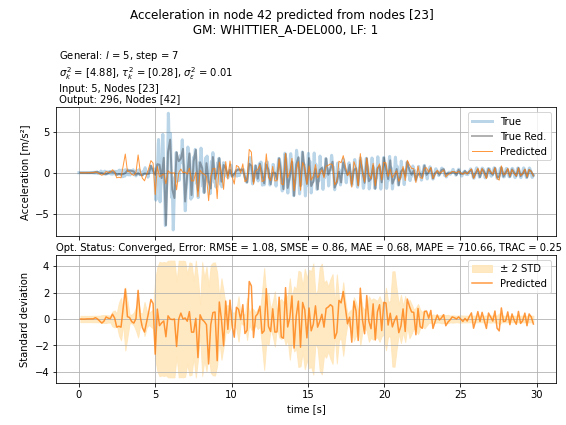 Acceleration in node 42 predicted from nodes [23]
GM: WHITTIER_A-DEL000, LF: 1
General: l = 5, step = 7
σ²ₖ = [4.88], τ²ₖ = [0.28], σ²ε = 0.01
Input: 5, Nodes [23]
Output: 296, Nodes [42]
Acceleration [m/s²]
5
0
−5
True
True Red.
Predicted
Opt. Status: Converged, Error: RMSE = 1.08, SMSE = 0.86, MAE = 0.68, MAPE = 710.66, TRAC = 0.25
Standard deviation
4
2
0
−2
−4
± 2 STD
Predicted
0 5 10 15 20 25 30
time [s]